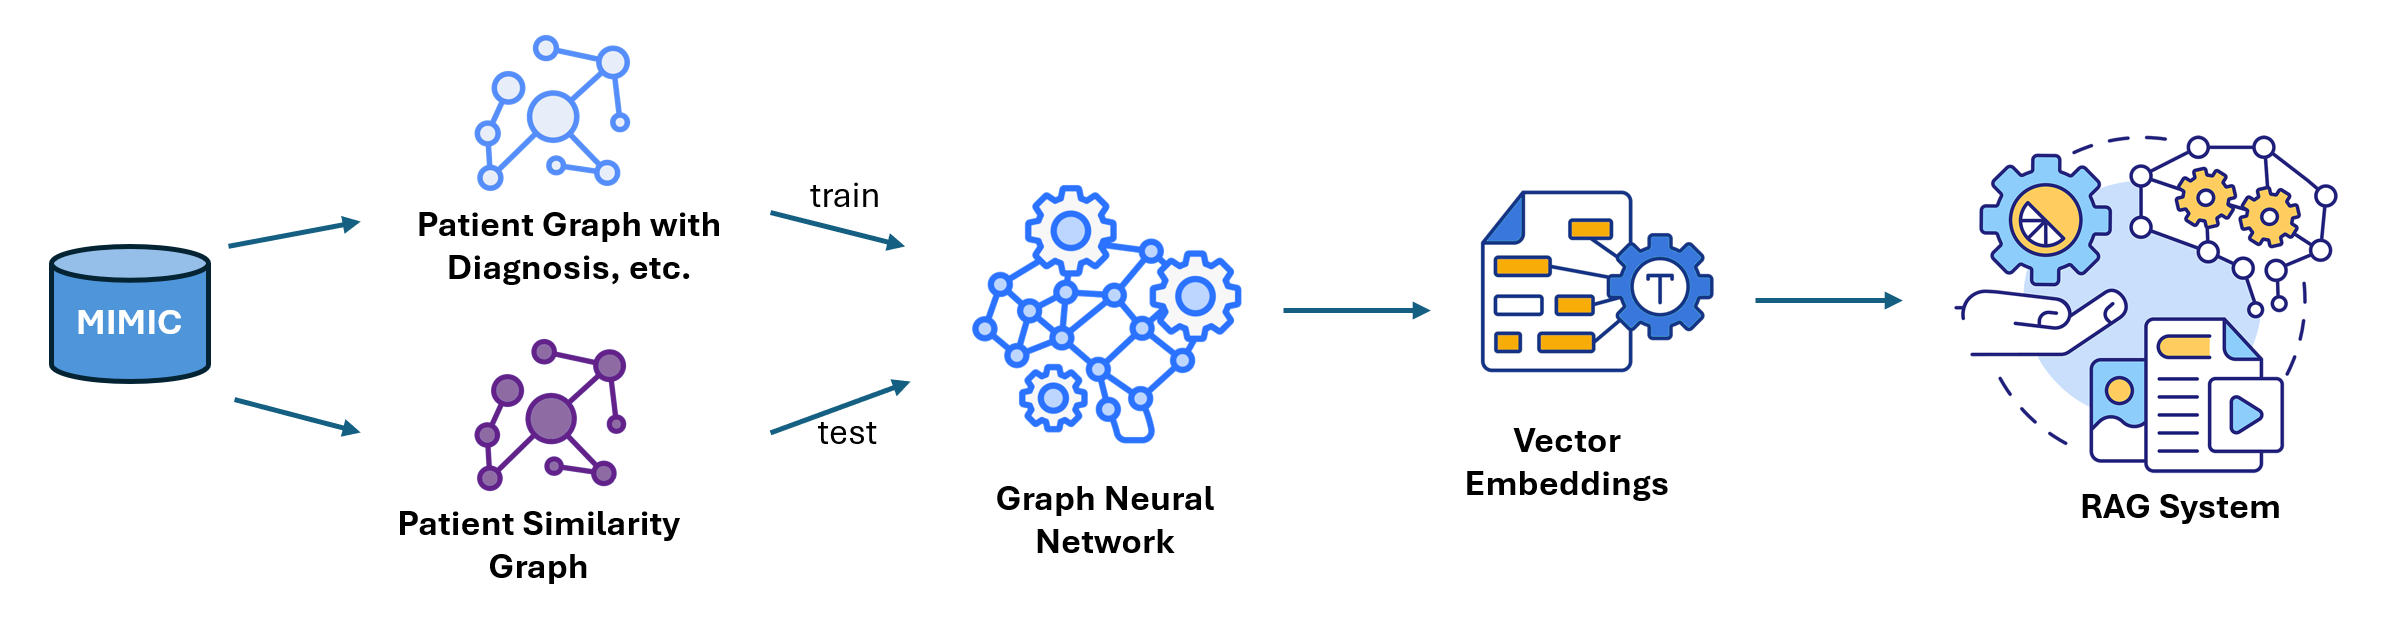 MIMIC
Patient Graph with
Diagnosis, etc.
Patient Similarity
Graph
train
test
Graph Neural
Network
T
Vector
Embeddings
RAG System